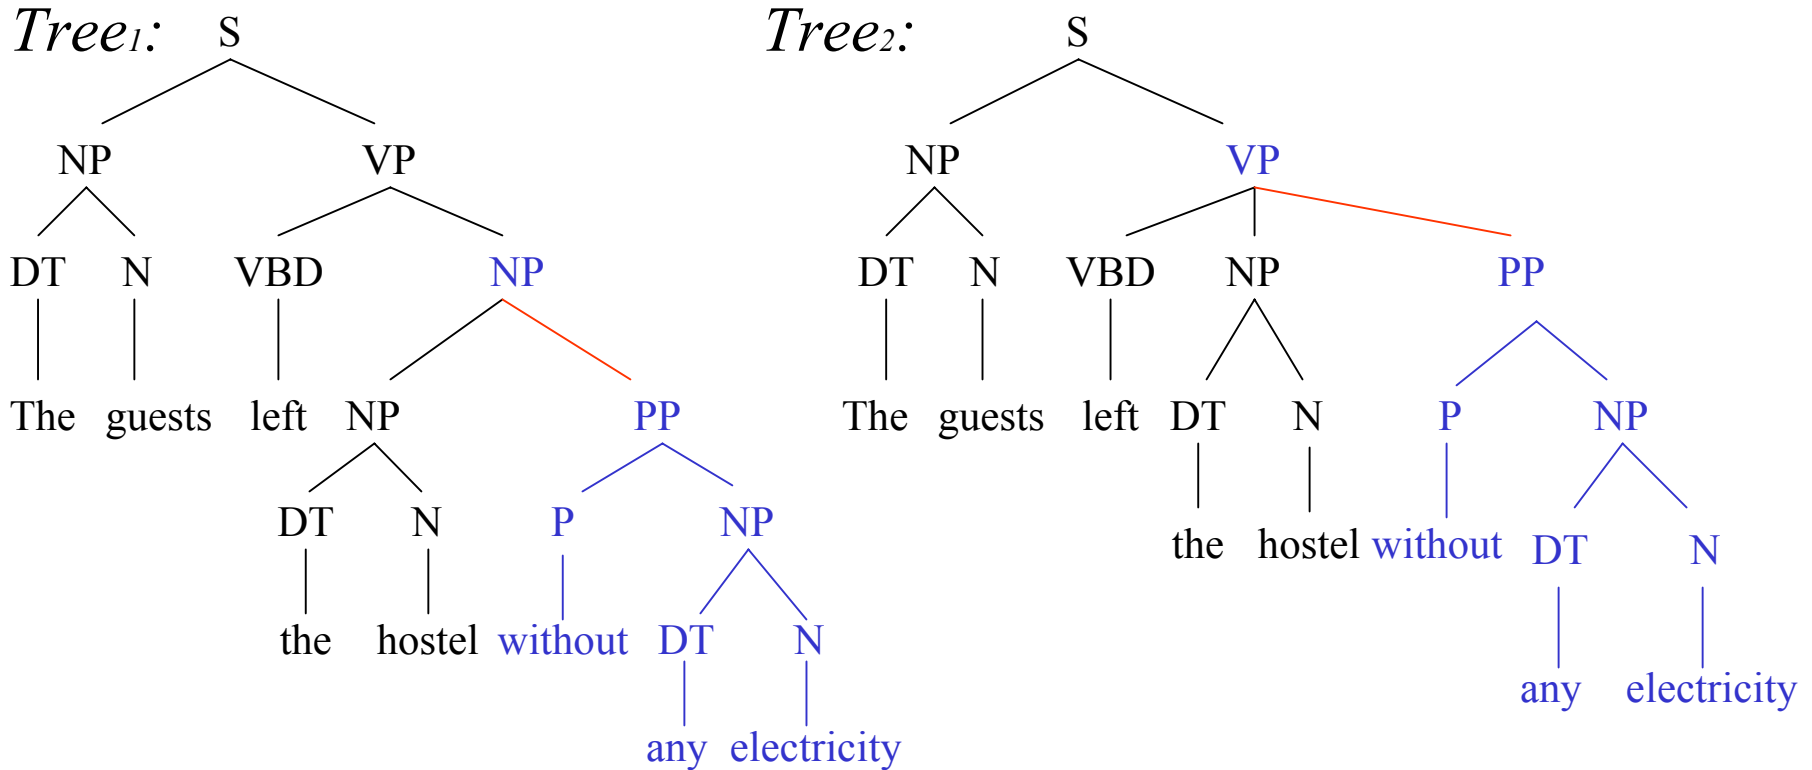 Tree1: S Tree2: S
NP VP NP VP
DT N VBD NP DT N VBD NP PP
The guests left NP PP The guests left DT N P NP
DT N P NP the hostel without DT N
the hostel without DT N any electricity
any electricity